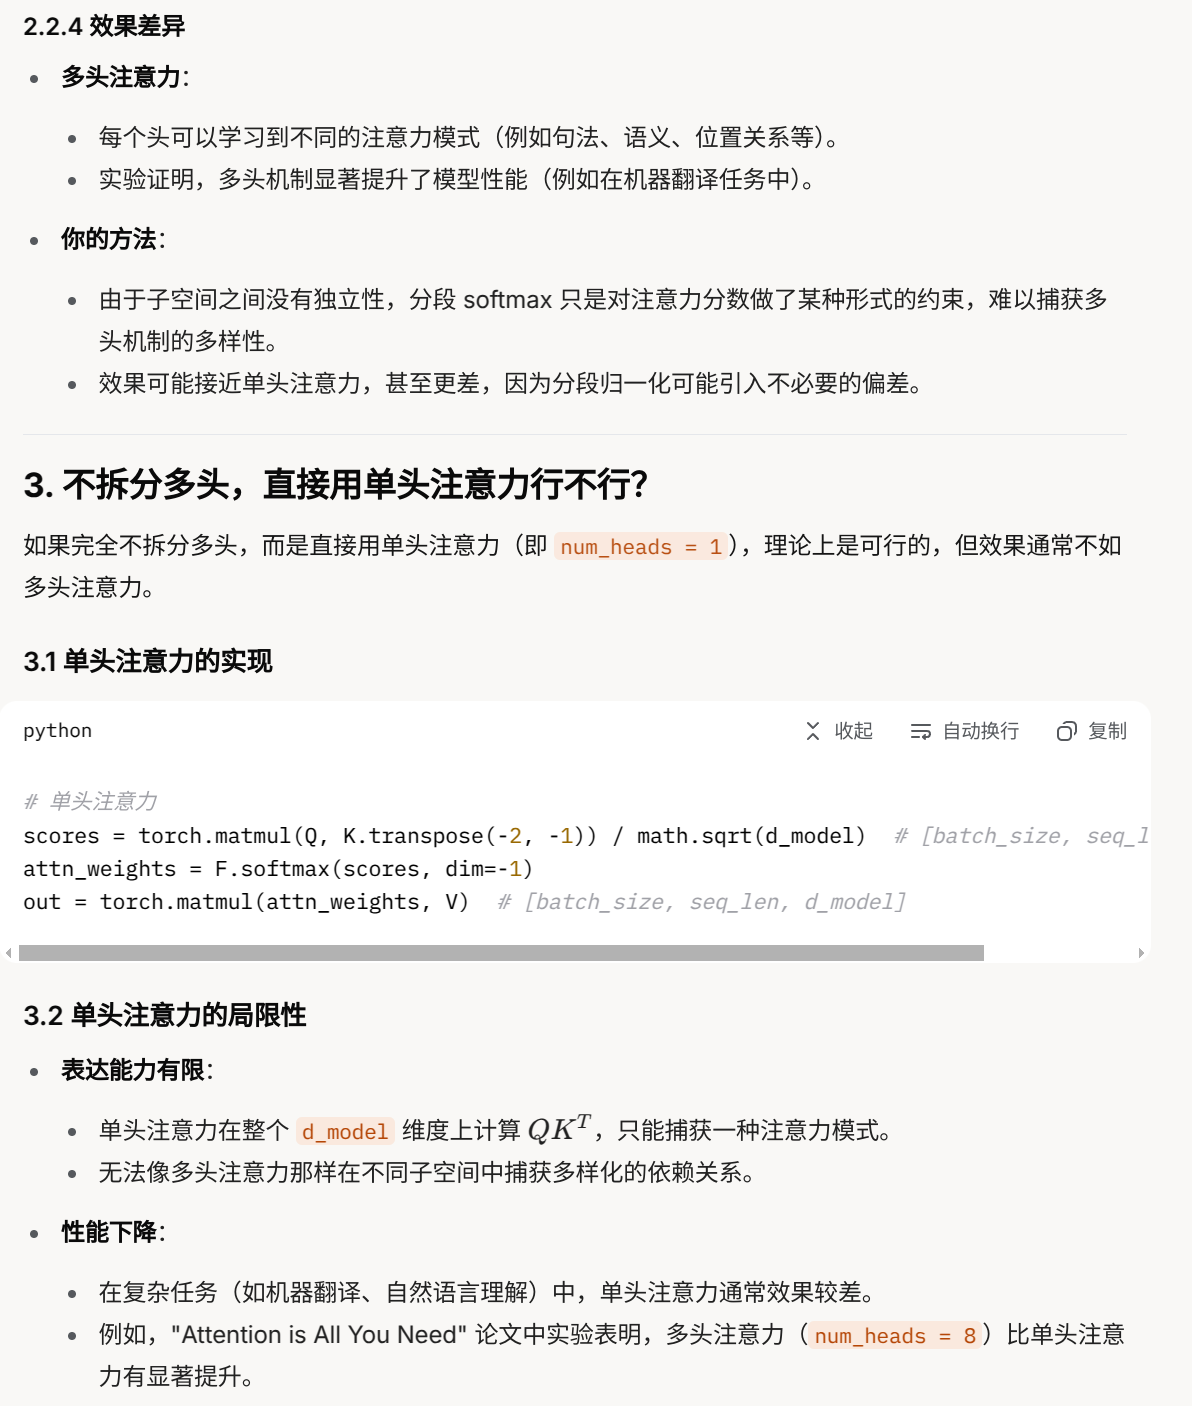 2.2.4 效果差异
多头注意力：
每个头可以学习到不同的注意力模式（例如句法、语义、位置关系等）。
实验证明，多头机制显著提升了模型性能（例如在机器翻译任务中）。
你的方法：
由于子空间之间没有独立性，分段 softmax 只是对注意力分数做了某种形式的约束，难以捕获多
头机制的多样性。
效果可能接近单头注意力，甚至更差，因为分段归一化可能引入不必要的偏差。
3. 不拆分多头，直接用单头注意力行不行？
如果完全不拆分多头，而是直接用单头注意力（即 num_heads = 1），理论上是可行的，但效果通常不如
多头注意力。
3.1 单头注意力的实现
python 收起 自动换行 复制
# 单头注意力
scores = torch.matmul(Q, K.transpose(-2, -1)) / math.sqrt(d_model)  # [batch_size, seq_l
attn_weights = F.softmax(scores, dim=-1)
out = torch.matmul(attn_weights, V)  # [batch_size, seq_len, d_model]
3.2 单头注意力的局限性
表达能力有限：
单头注意力在整个 d_model 维度上计算 QK^T，只能捕获一种注意力模式。
无法像多头注意力那样在不同子空间中捕获多样化的依赖关系。
性能下降：
在复杂任务（如机器翻译、自然语言理解）中，单头注意力通常效果较差。
例如，"Attention is All You Need" 论文中实验表明，多头注意力（num_heads = 8）比单头注意
力有显著提升。